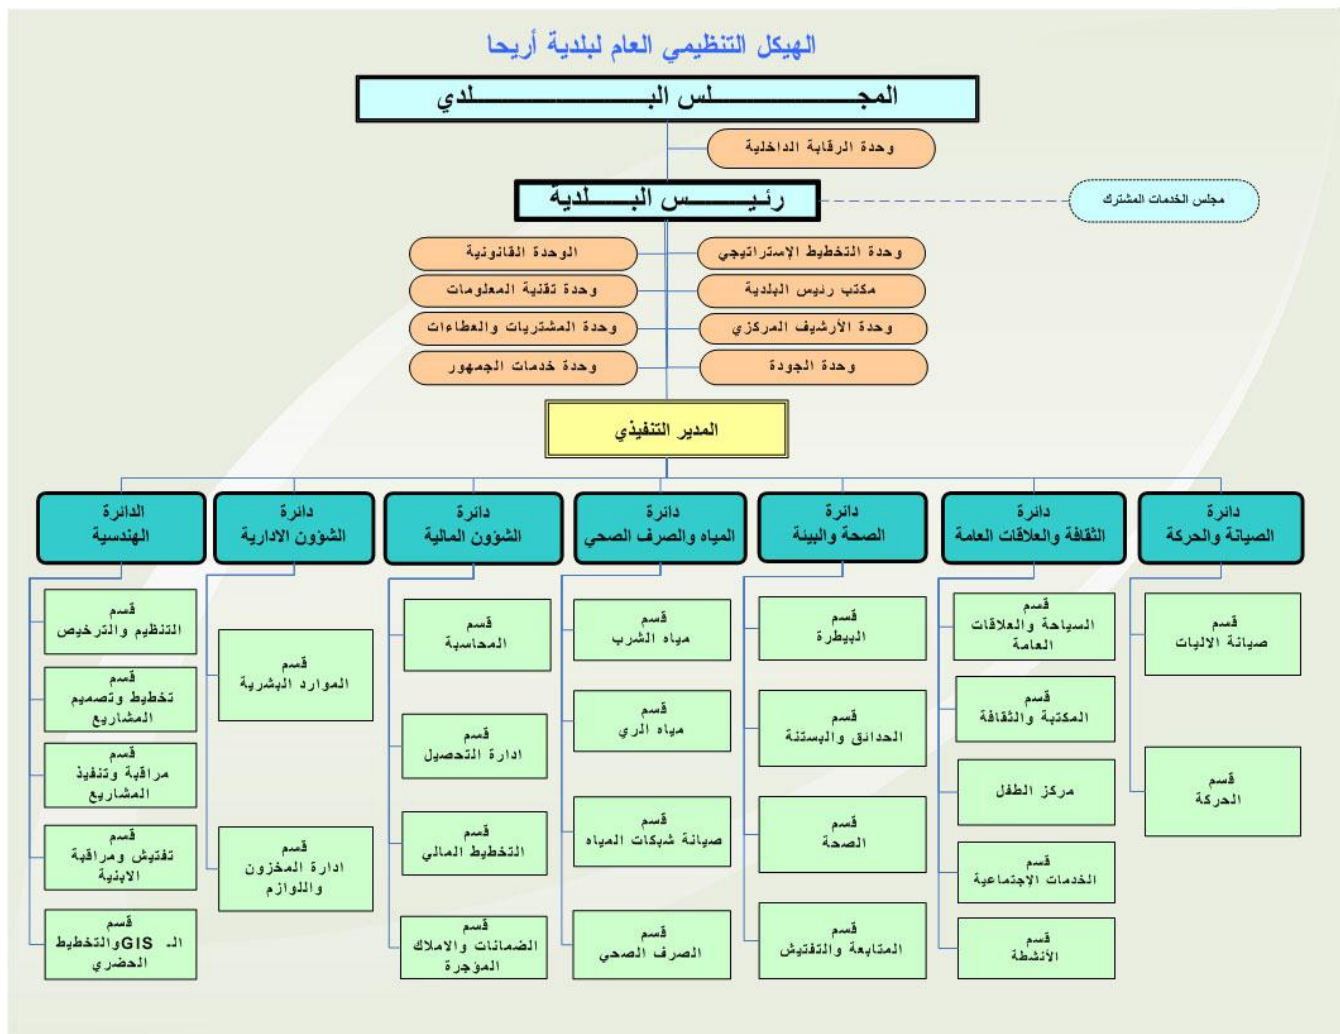 الهيكل التنظيمي العام لبلدية أريحا
المجـــــــلس البـــــــلدي
وحدة الرقابة الداخلية
رئيـــــس البـــــلدية
مجلس الخدمات المشترك
وحدة التخطيط الإستراتيجي
الوحدة القانونية
مكتب رئيس البلدية
وحدة تقنية المعلومات
وحدة الأرشيف المركزي
وحدة المشتريات والعطاءات
وحدة الجودة
وحدة خدمات الجمهور
المدير التنفيذي
دائرة
الصيانة والحركة
قسم
صيانة الاليات
قسم
الحركة
دائرة
الثقافة والعلاقات العامة
قسم
السياحة والعلاقات
العامة
قسم
المكتبة والثقافة
مركز الطفل
قسم
الخدمات الإجتماعية
قسم
الأنشطة
دائرة
الصحة والبيئة
قسم
البيطرة
قسم
الحدائق والبستنة
قسم
الصحة
قسم
المتابعة والتفتيش
دائرة
المياه والصرف الصحي
قسم
مياه الشرب
قسم
مياه الري
قسم
صيانة شبكات المياه
قسم
الصرف الصحي
دائرة
الشؤون المالية
قسم
المحاسبة
قسم
ادارة التحصيل
قسم
التخطيط المالي
قسم
الضمانات والاملاك
المؤجرة
دائرة
الشؤون الادارية
قسم
الموارد البشرية
قسم
ادارة المخزون
واللوازم
الدائرة
الهندسية
قسم
التنظيم والترخيص
قسم
تخطيط وتصميم
المشاريع
قسم
مراقبة وتنفيذ
المشاريع
قسم
تفتيش ومراقبة
الابنية
قسم
الـ GIS والتخطيط
الحضري